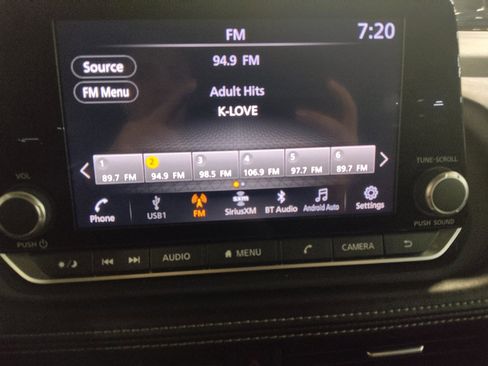 FM
7:20
Source
94.9 FM
FM Menu
Adult Hits
K-LOVE
1 2 3 4 5 6
89.7 FM 94.9 FM 98.5 FM 106.9 FM 97.7 FM 89.7 FM
VOL
TUNE·SCROLL
Phone USB1 FM sxm SiriusXM BT Audio Android Auto Settings
PUSH
PUSH SOUND
AUDIO MENU CAMERA